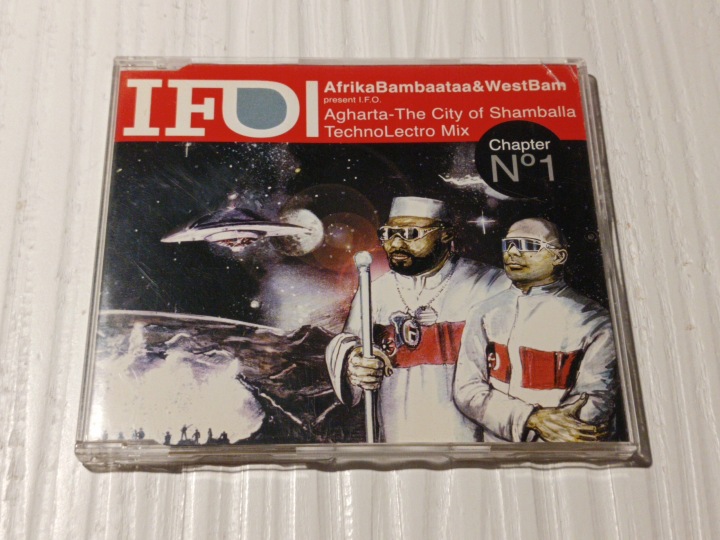 IFO
AfrikaBambaataa&WestBam
present I.F.O.
Agharta-The City of Shamballa
TechnoLectro Mix
Chapter
Nº1